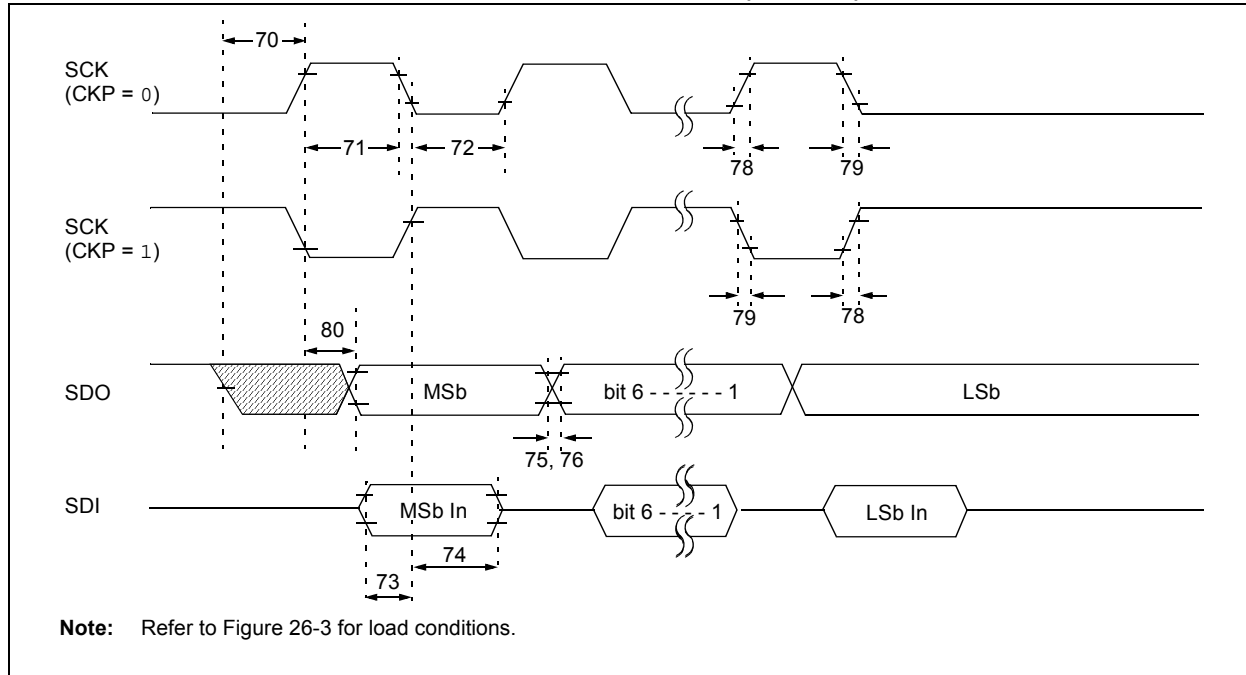 70
SCK
(CKP = 0)
71
72
78
79
SCK
(CKP = 1)
79
78
80
SDO
MSb
bit 6 - - - - - - 1
LSb
75, 76
SDI
MSb In
bit 6 - - - - 1
LSb In
74
73
Note: Refer to Figure 26-3 for load conditions.